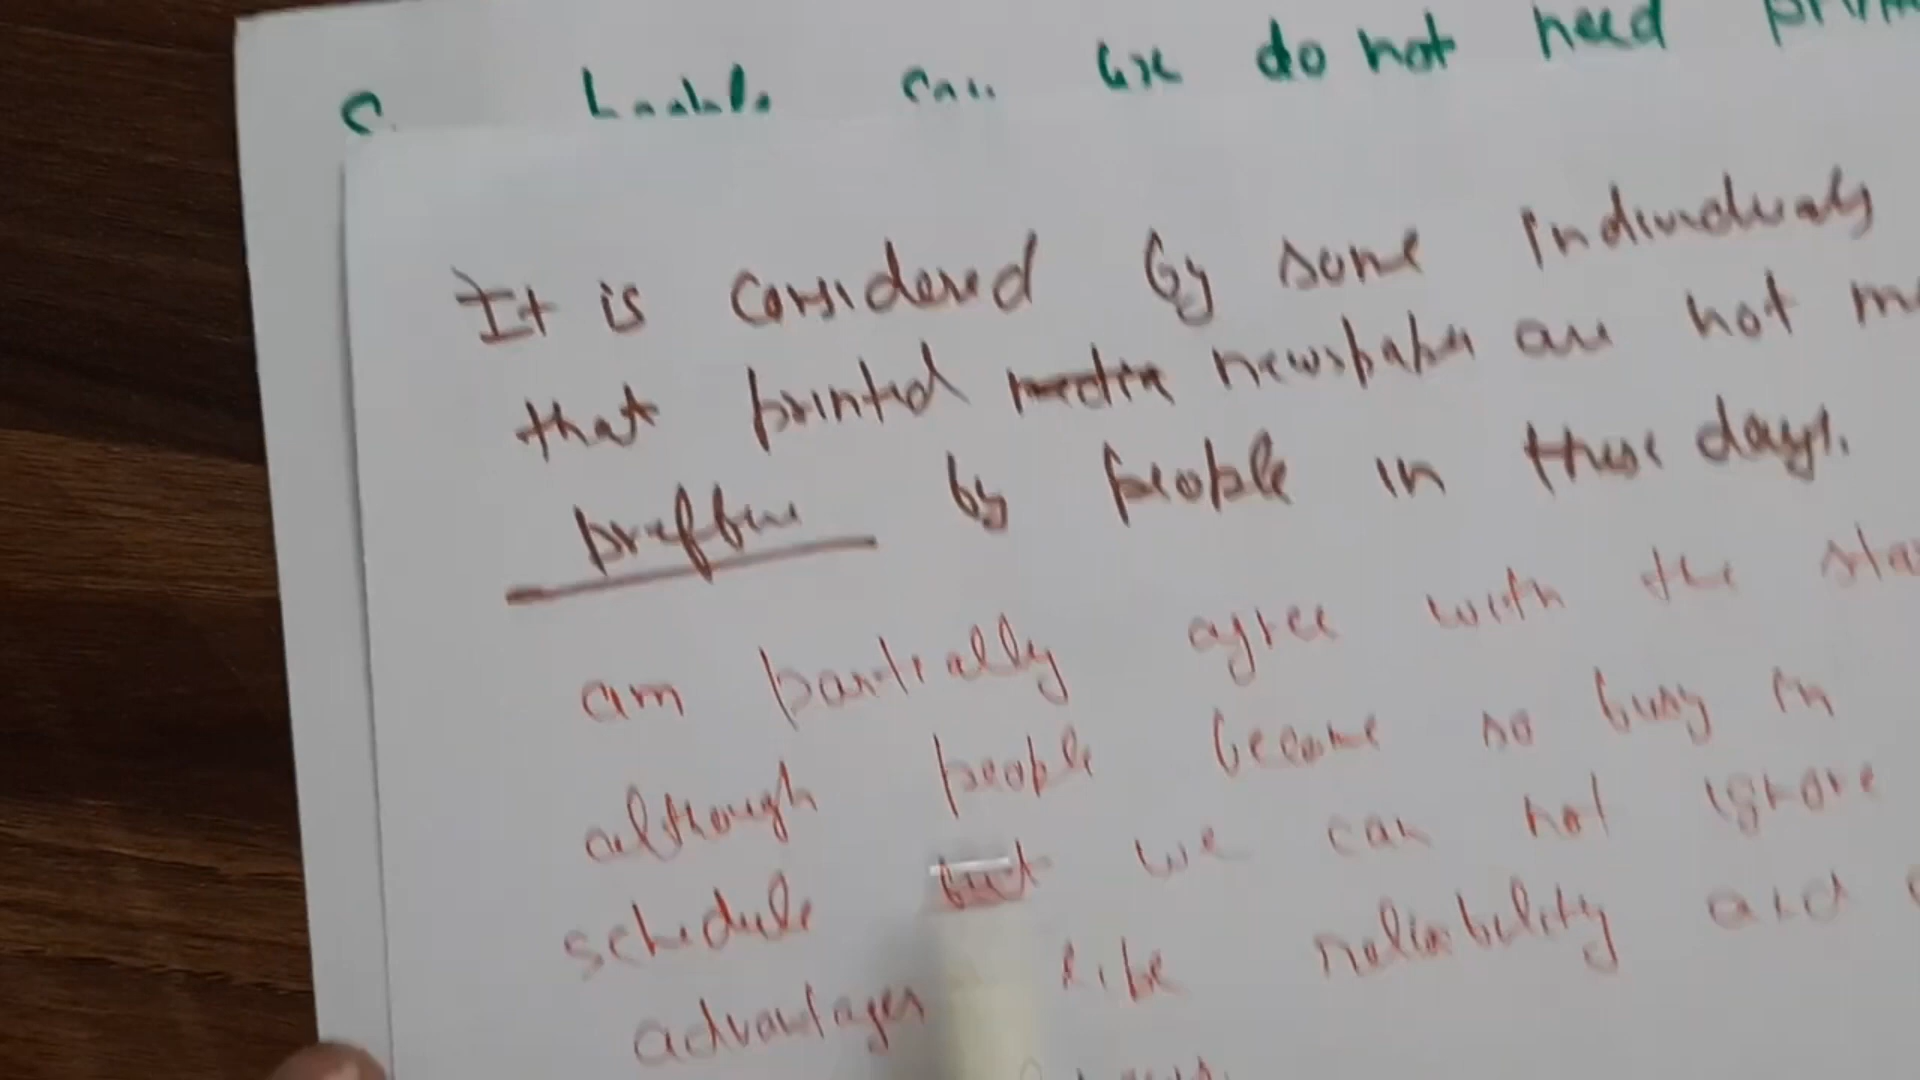 do not need
It is considered by some individuals
that printed media newspaper are not
preffer by people in these days.
am partially agree with the
although people become so busy in
schedule but we can not ignore
advantages like reliability and